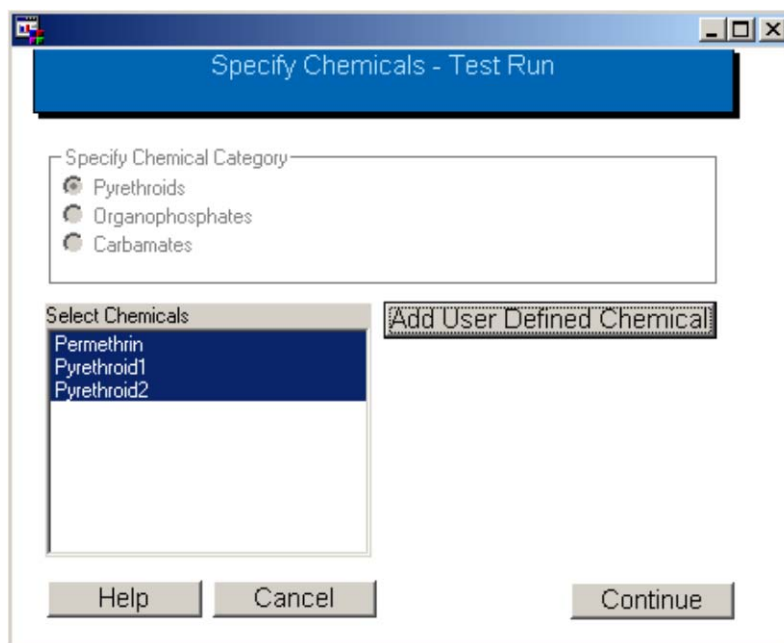 Specify Chemicals - Test Run
Specify Chemical Category
Pyrethroids
Organophosphates
Carbamates
Select Chemicals
Add User Defined Chemical
Permethrin
Pyrethroid1
Pyrethroid2
Help
Cancel
Continue